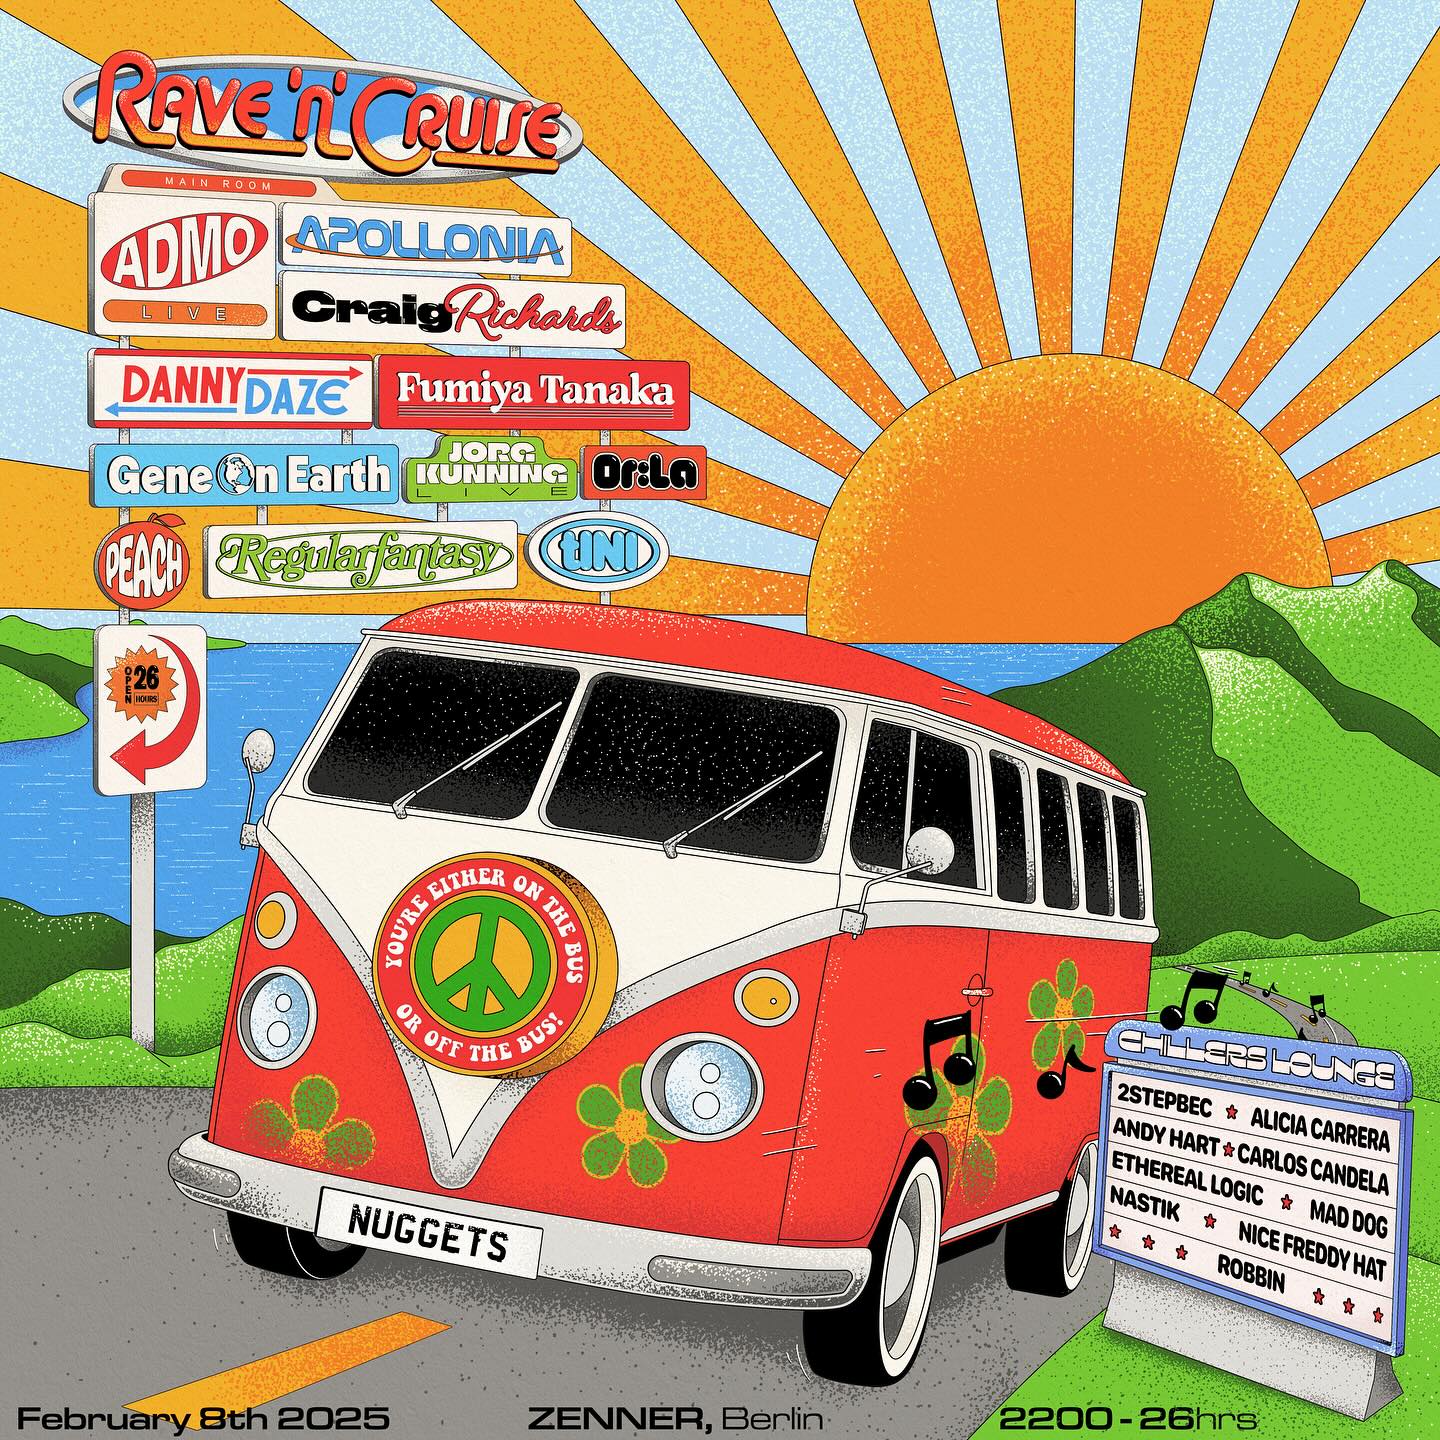 RAVE 'n' CRUISE
MAIN ROOM
ADMO
LIVE
APOLLONIA
Craig Richards
DANNY DAZE
Fumiya Tanaka
Gene On Earth
JORG
KUNNING
LIVE
Or:La
PEACH
Regularfantasy
tINI
OPEN
26
HOURS
YOU'RE EITHER ON THE BUS
OR OFF THE BUS!
NUGGETS
CHILLERS LOUNGE
2STEPBEC ★ ALICIA CARRERA
ANDY HART ★ CARLOS CANDELA
ETHEREAL LOGIC ★ MAD DOG
NASTIK ★ NICE FREDDY HAT
★ ★ ★ ROBBIN ★ ★ ★
February 8th 2025
ZENNER, Berlin
2200 - 26hrs